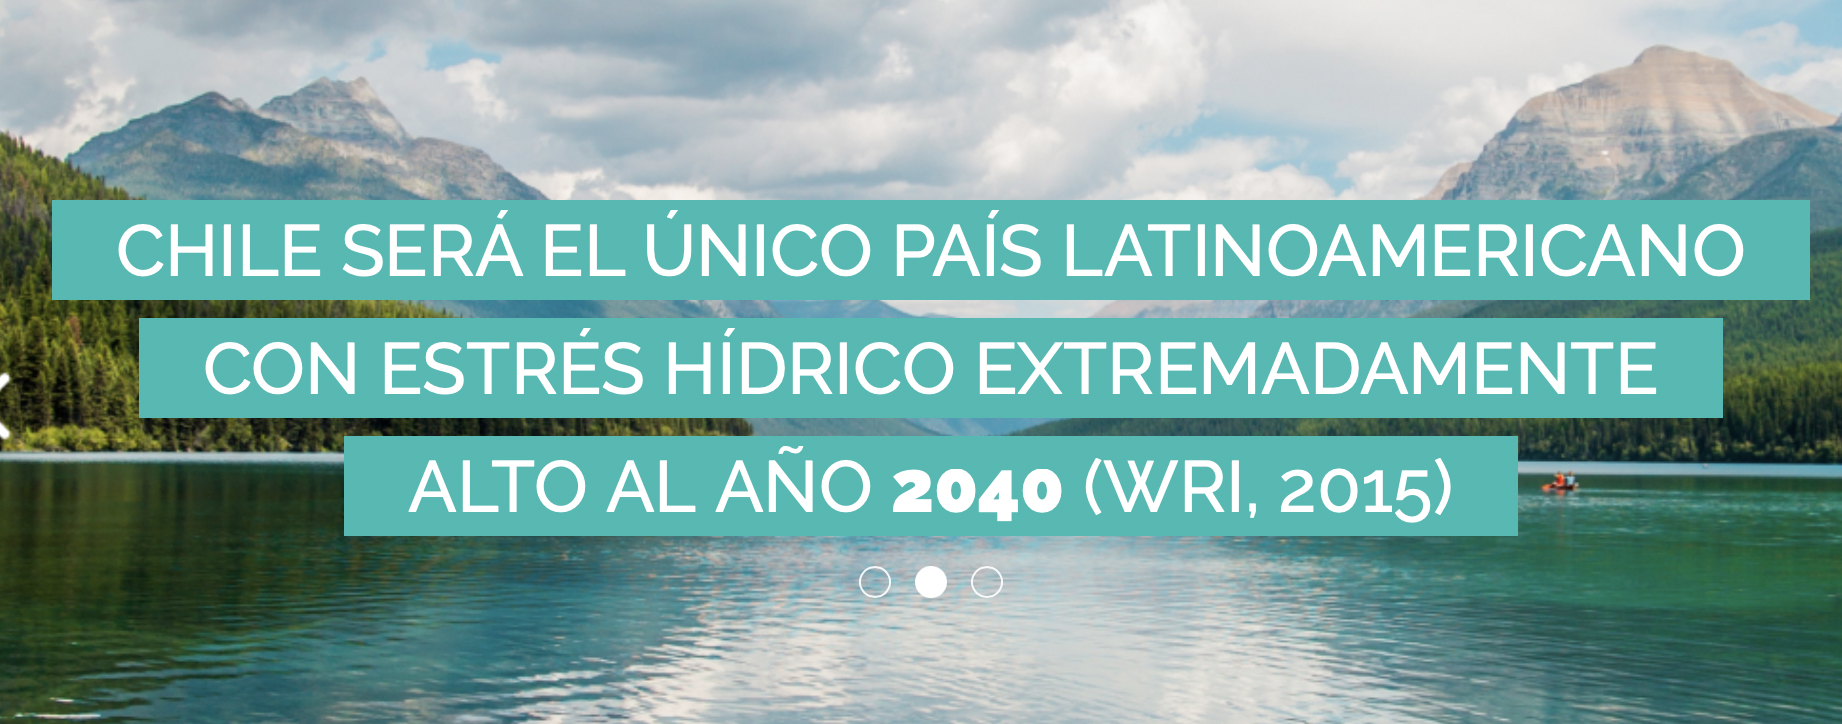 CHILE SERÁ EL ÚNICO PAÍS LATINOAMERICANO
CON ESTRÉS HÍDRICO EXTREMADAMENTE
ALTO AL AÑO 2040 (WRI, 2015)